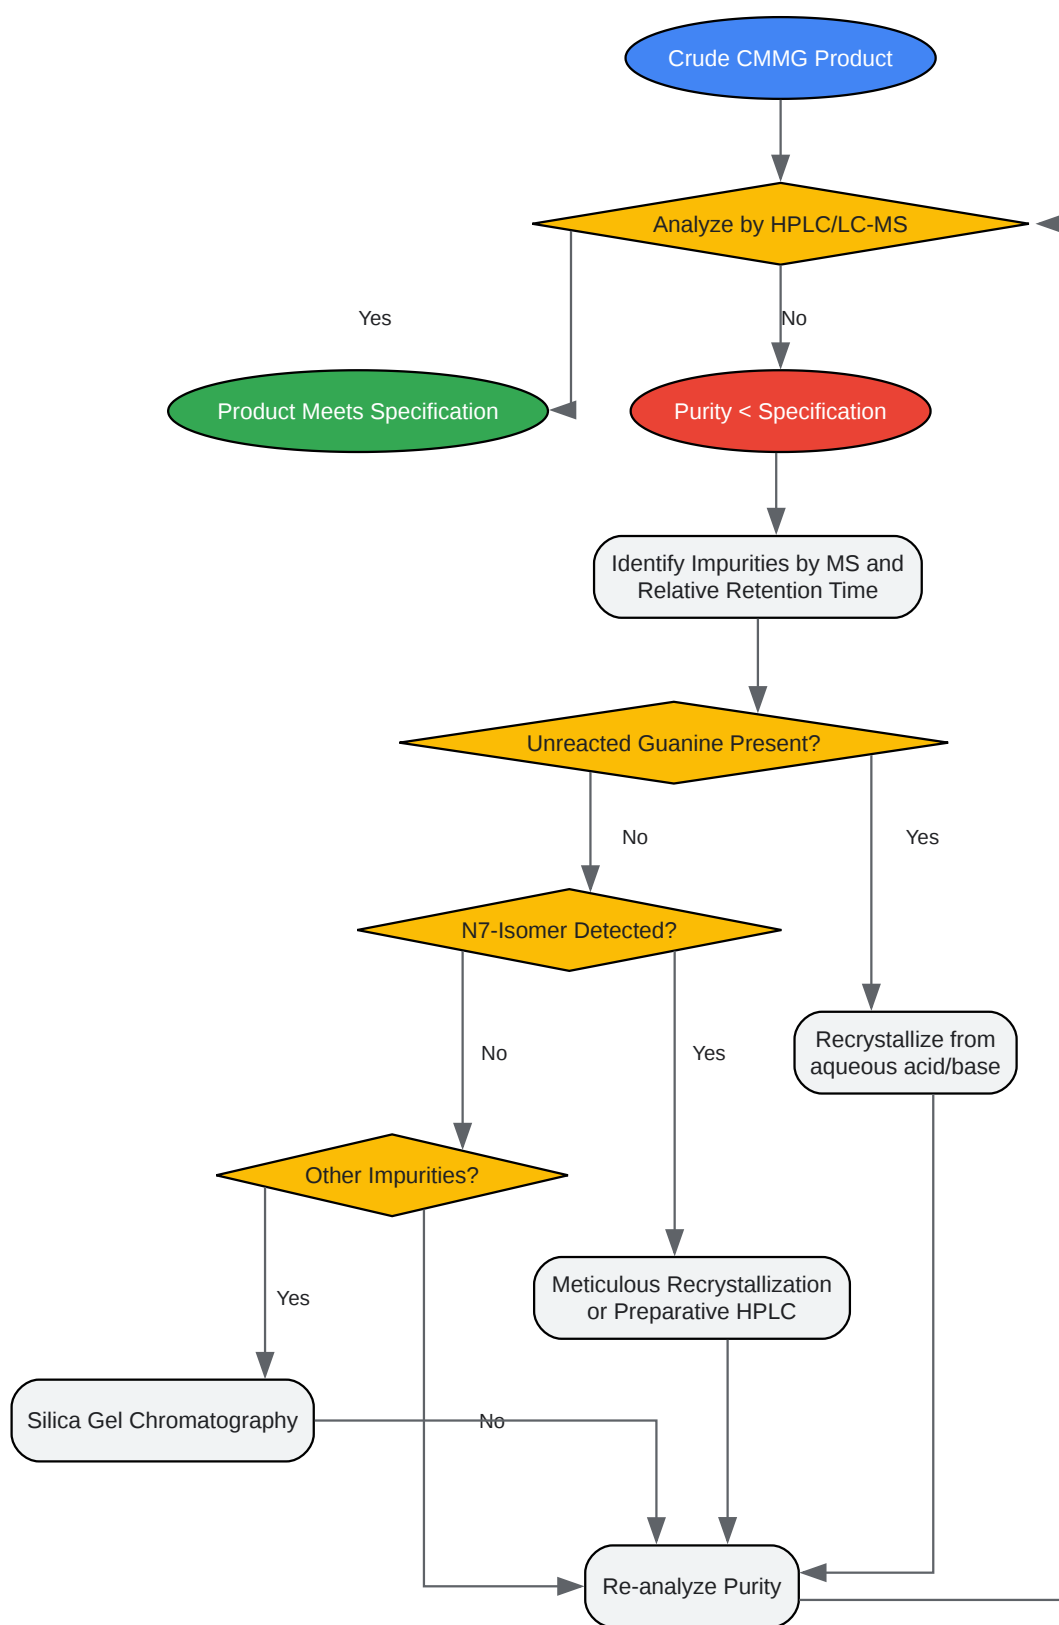 Crude CMMG Product
Analyze by HPLC/LC-MS
Yes
No
Product Meets Specification
Purity < Specification
Identify Impurities by MS and
Relative Retention Time
Unreacted Guanine Present?
No
Yes
N7-Isomer Detected?
No
Yes
Recrystallize from
aqueous acid/base
Other Impurities?
Yes
Meticulous Recrystallization
or Preparative HPLC
Silica Gel Chromatography
No
Re-analyze Purity